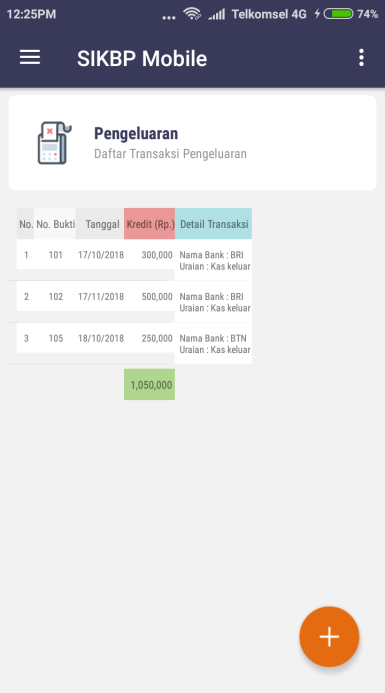 12:25PM ... Telkomsel 4G 74%
SIKBP Mobile
Pengeluaran
Daftar Transaksi Pengeluaran
No. No. Bukti Tanggal Kredit (Rp.) Detail Transaksi
1 101 17/10/2018 300,000 Nama Bank : BRI
Uraian : Kas keluar
2 102 17/11/2018 500,000 Nama Bank : BRI
Uraian : Kas keluar
3 105 18/10/2018 250,000 Nama Bank : BTN
Uraian : Kas keluar
1,050,000